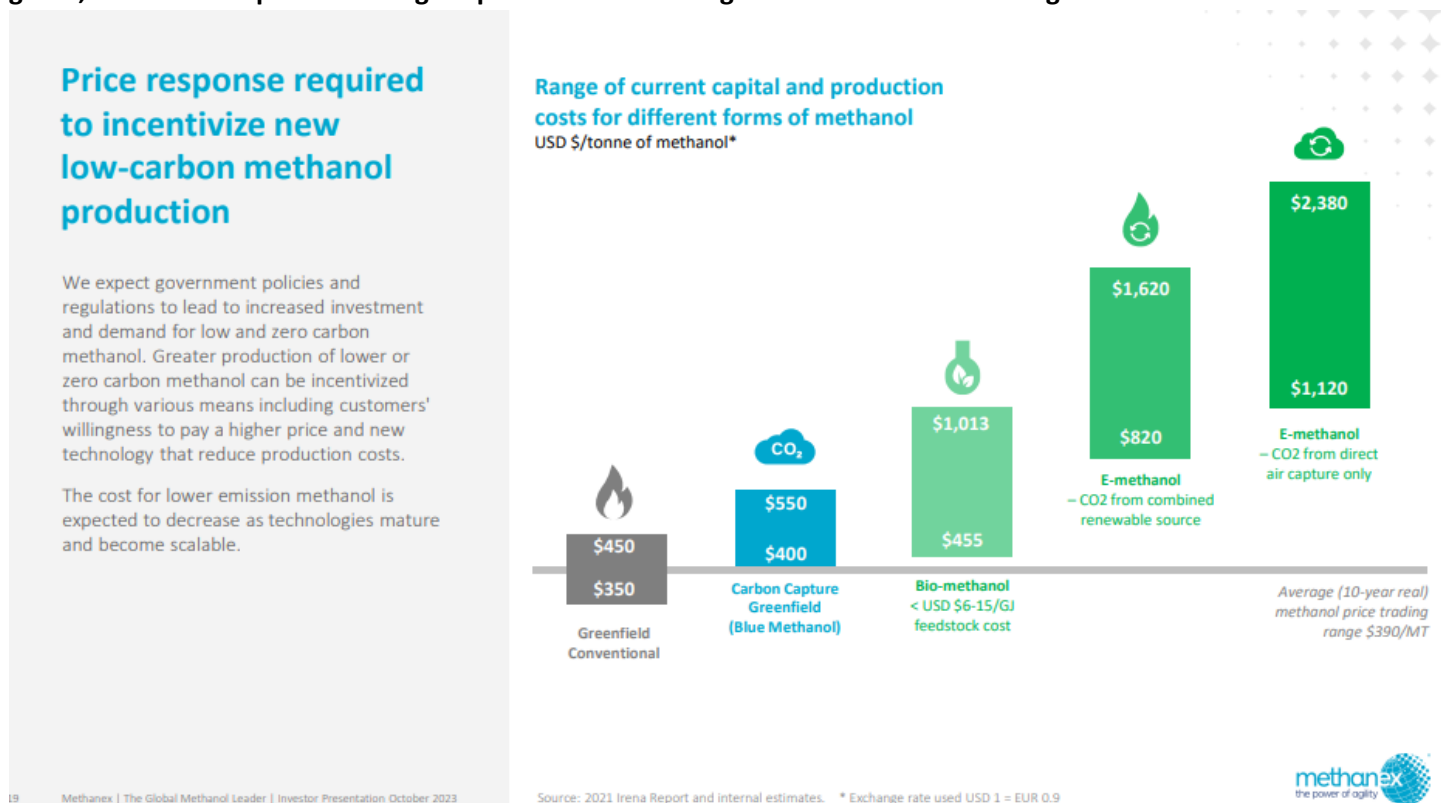 Price response required
to incentivize new
low-carbon methanol
production
We expect government policies and
regulations to lead to increased investment
and demand for low and zero carbon
methanol. Greater production of lower or
zero carbon methanol can be incentivized
through various means including customers'
willingness to pay a higher price and new
technology that reduce production costs.
The cost for lower emission methanol is
expected to decrease as technologies mature
and become scalable.
Range of current capital and production
costs for different forms of methanol
USD $/tonne of methanol*
$450
$350
Greenfield
Conventional
CO₂
$550
$400
Carbon Capture
Greenfield
(Blue Methanol)
$1,013
$455
Bio-methanol
< USD $6-15/GJ
feedstock cost
$1,620
$820
E-methanol
– CO2 from combined
renewable source
$2,380
$1,120
E-methanol
– CO2 from direct
air capture only
Average (10-year real)
methanol price trading
range $390/MT
methanex
the power of agility
Methanex | The Global Methanol Leader | Investor Presentation October 2023
Source: 2021 Irena Report and internal estimates. * Exchange rate used USD 1 = EUR 0.9